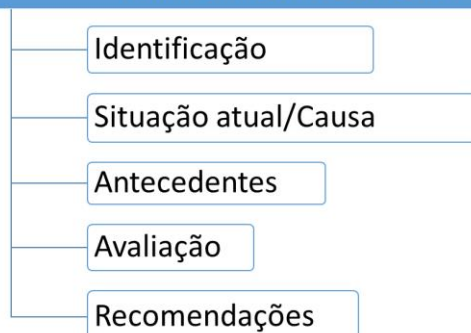 Identificação
Situação atual/Causa
Antecedentes
Avaliação
Recomendações